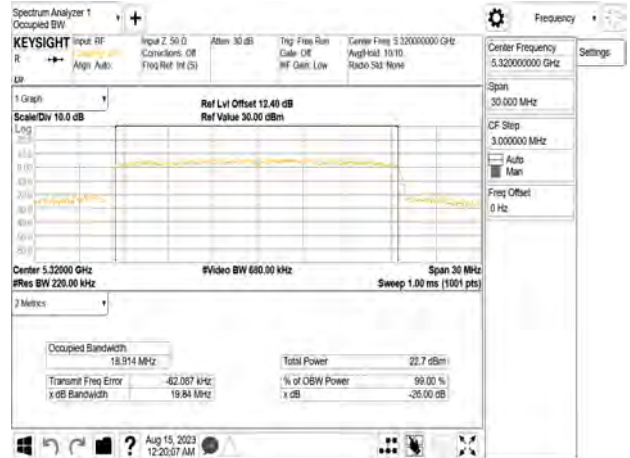 Spectrum Analyzer 1
Occupied BW
Frequency
KEYSIGHT Input: RF
R
Align: Auto
LW
Input Z: 50 Ω
Corrections: Off
Freq Ref: Int (S)
Atten: 30 dB
Trig: Free Run
Gate: Off
#IF Gain: Low
Center Freq: 5.320000000 GHz
Avg|Hold: 10/10
Radio Std: None
Center Frequency
5.320000000 GHz
Settings
Span
30.000 MHz
CF Step
3.000000 MHz
Auto
Man
Freq Offset
0 Hz
1 Graph
Scale/Div 10.0 dB
Ref Lvl Offset 12.40 dB
Ref Value 30.00 dBm
Log
Center 5.32000 GHz
#Res BW 220.00 kHz
#Video BW 680.00 kHz
Span 30 MHz
Sweep 1.00 ms (1001 pts)
2 Metrics
Occupied Bandwidth
18.914 MHz
Total Power 22.7 dBm
Transmit Freq Error -62.087 kHz
% of OBW Power 99.00 %
x dB Bandwidth 19.84 MHz
x dB -26.00 dB
?
Aug 15, 2023
12:20:07 AM